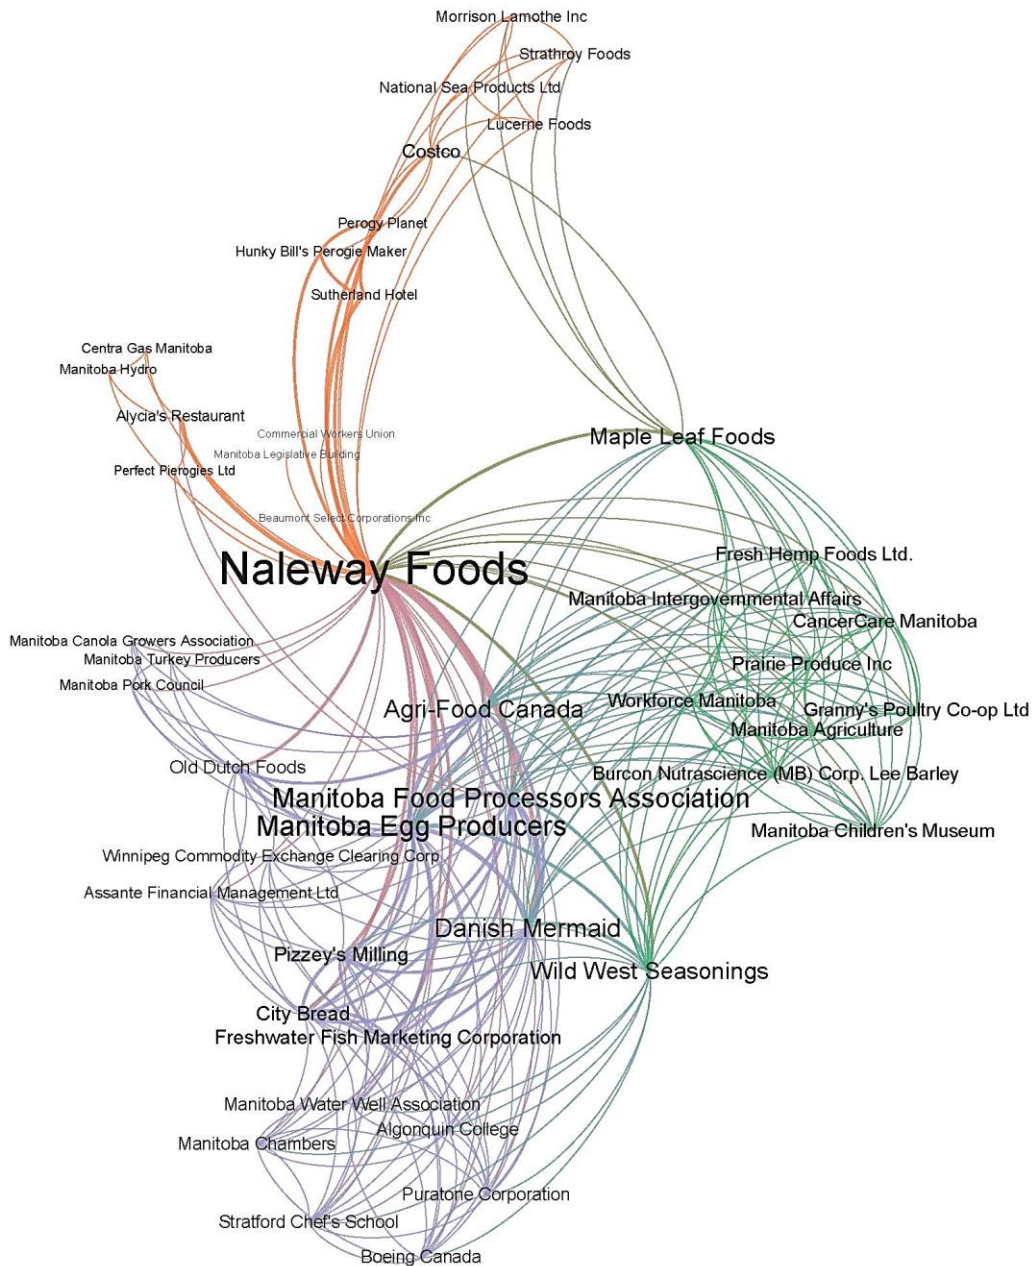 Morrison Lamothe Inc
Strathroy Foods
National Sea Products Ltd
Lucerne Foods
Costco
Perogy Planet
Hunky Bill's Perogie Maker
Sutherland Hotel
Centra Gas Manitoba
Manitoba Hydro
Alycia's Restaurant
Commercial Workers Union
Maple Leaf Foods
Manitoba Legislative Building
Perfect Pierogies Ltd
Beaumont Select Corporations Inc
Fresh Hemp Foods Ltd.
Naleway Foods
Manitoba Intergovernmental Affairs
CancerCare Manitoba
Manitoba Canola Growers Association
Manitoba Turkey Producers
Prairie Produce Inc
Manitoba Pork Council
Workforce Manitoba
Agri-Food Canada
Granny's Poultry Co-op Ltd
Manitoba Agriculture
Old Dutch Foods
Burcon Nutrascience (MB) Corp. Lee Barley
Manitoba Food Processors Association
Manitoba Egg Producers
Manitoba Children's Museum
Winnipeg Commodity Exchange Clearing Corp
Assante Financial Management Ltd
Danish Mermaid
Pizzey's Milling
Wild West Seasonings
City Bread
Freshwater Fish Marketing Corporation
Manitoba Water Well Association
Algonquin College
Manitoba Chambers
Puratone Corporation
Stratford Chef's School
Boeing Canada